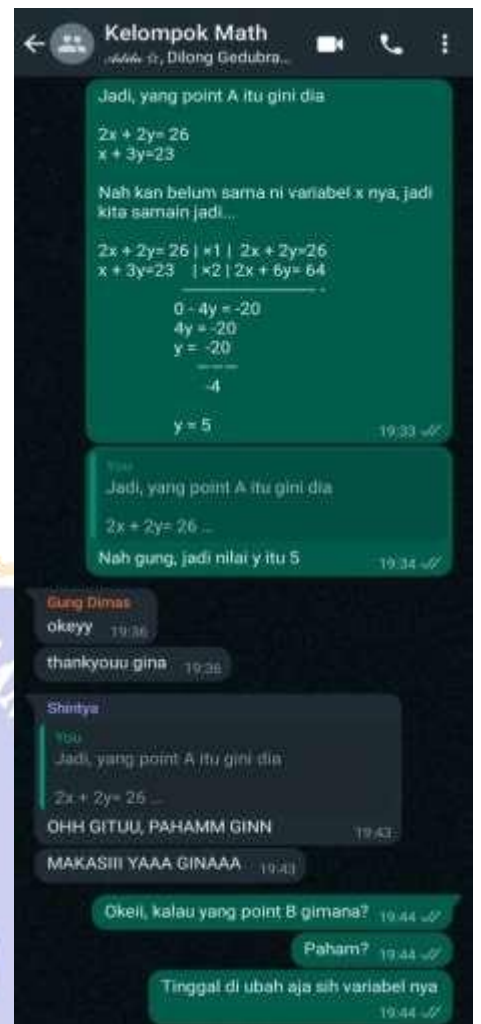 Kelompok Math
Dilong Gedubra...
Jadi, yang point A itu gini dia
2x + 2y= 26
x + 3y=23
Nah kan belum sama ni variabel x nya, jadi
kita samain jadi...
2x + 2y= 26 | ×1 | 2x + 2y=26
x + 3y=23 | ×2 | 2x + 6y= 64
-
0 - 4y = -20
4y = -20
y = -20
-4
y = 5
19:33
You
Jadi, yang point A itu gini dia
2x + 2y= 26 ...
Nah gung, jadi nilai y itu 5
19:34
Gung Dimas
okeyy 19:36
thankyouu gina 19:36
Shintya
You
Jadi, yang point A itu gini dia
2x + 2y= 26 ...
OHH GITUU, PAHAMM GINN
19:43
MAKASIII YAAA GINAAA 19:43
Okeii, kalau yang point B gimana? 19:44
Paham? 19:44
Tinggal di ubah aja sih variabel nya
19:44